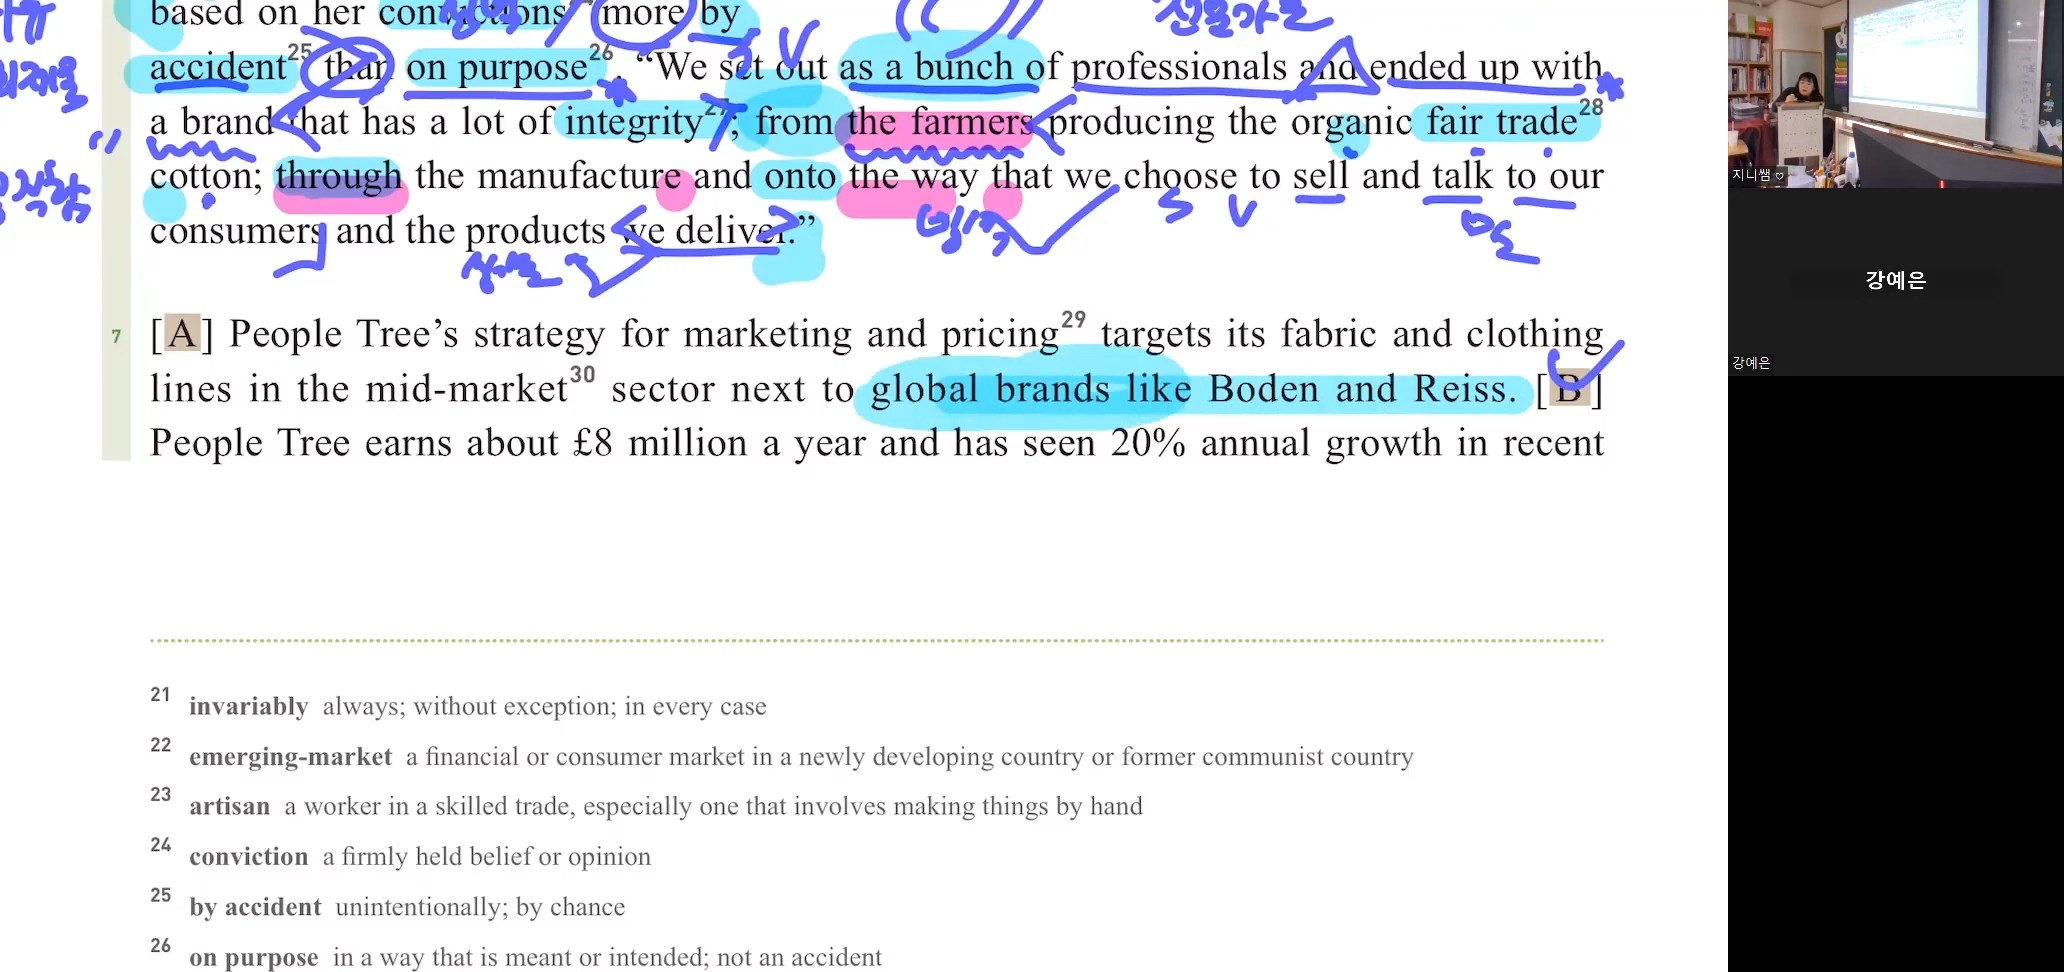 based on her convictions more by
accident25 than on purpose26. “We set out as a bunch of professionals and ended up with
a brand that has a lot of integrity27; from the farmers producing the organic fair trade28
cotton; through the manufacture and onto the way that we choose to sell and talk to our
consumers and the products we deliver.”
S V
7 [A] People Tree’s strategy for marketing and pricing29 targets its fabric and clothing
lines in the mid-market30 sector next to global brands like Boden and Reiss. [B]
People Tree earns about £8 million a year and has seen 20% annual growth in recent
21 invariably always; without exception; in every case
22 emerging-market a financial or consumer market in a newly developing country or former communist country
23 artisan a worker in a skilled trade, especially one that involves making things by hand
24 conviction a firmly held belief or opinion
25 by accident unintentionally; by chance
26 on purpose in a way that is meant or intended; not an accident
지니쌤 ♡
강예은
강예은